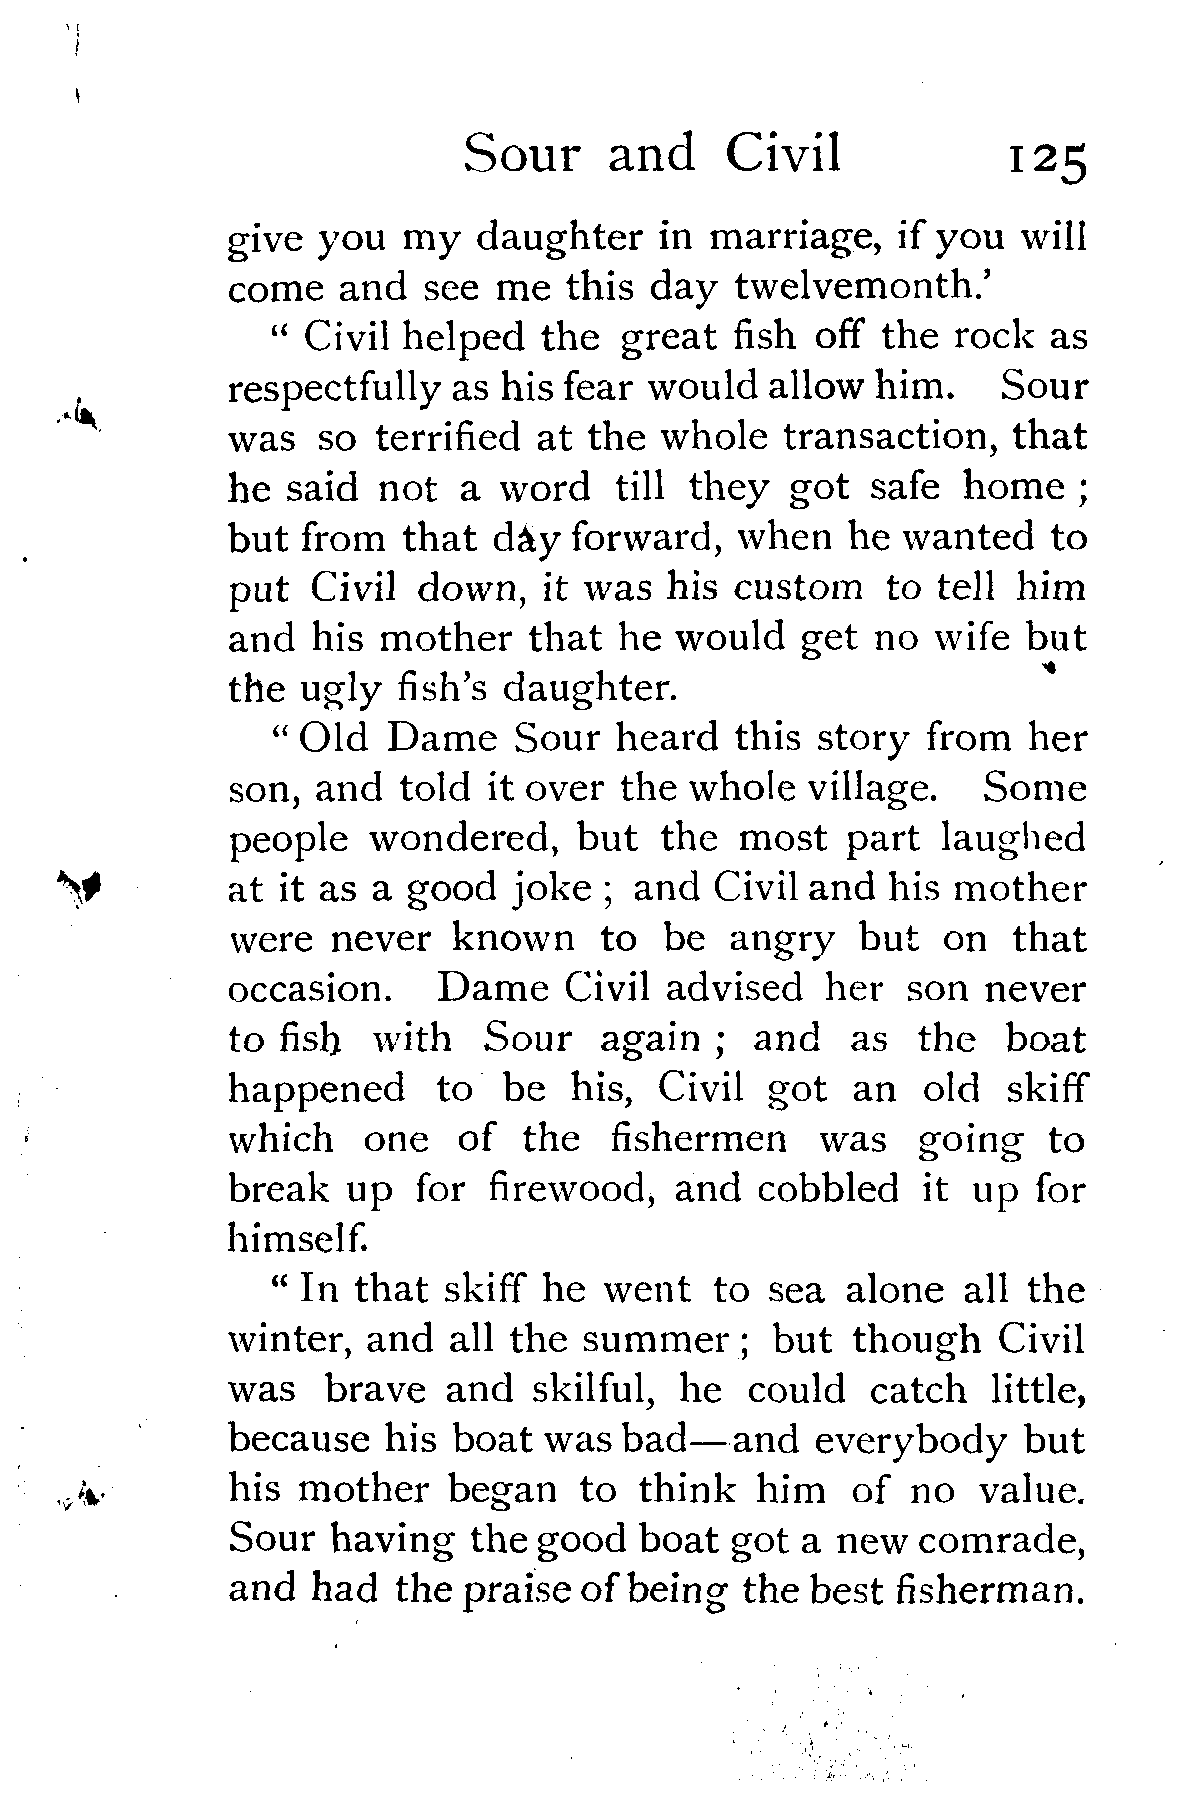 Sour and Civil 125
give you my daughter in marriage, if you will
come and see me this day twelvemonth.’
“ Civil helped the great fish off the rock as
respectfully as his fear would allow him. Sour
was so terrified at the whole transaction, that
he said not a word till they got safe home ;
but from that day forward, when he wanted to
put Civil down, it was his custom to tell him
and his mother that he would get no wife but
the ugly fish’s daughter.
“ Old Dame Sour heard this story from her
son, and told it over the whole village. Some
people wondered, but the most part laughed
at it as a good joke ; and Civil and his mother
were never known to be angry but on that
occasion. Dame Civil advised her son never
to fish with Sour again ; and as the boat
happened to be his, Civil got an old skiff
which one of the fishermen was going to
break up for firewood, and cobbled it up for
himself.
“ In that skiff he went to sea alone all the
winter, and all the summer ; but though Civil
was brave and skilful, he could catch little,
because his boat was bad—and everybody but
his mother began to think him of no value.
Sour having the good boat got a new comrade,
and had the praise of being the best fisherman.